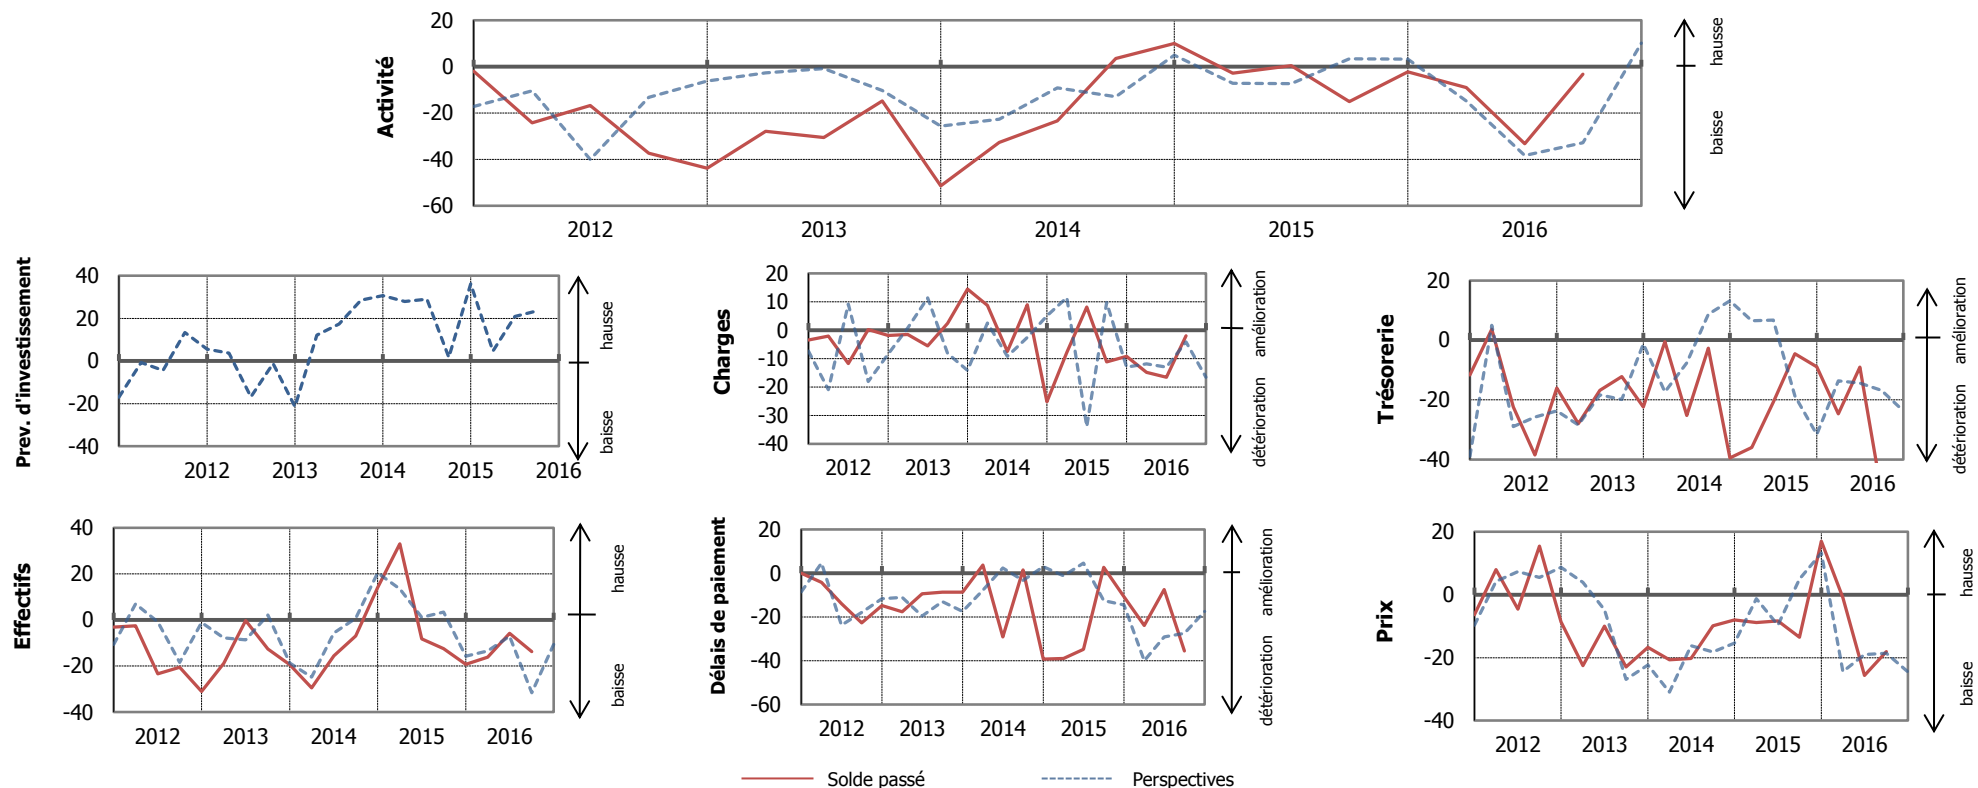 Activité
20
0
-20
-40
-60
2012 2013 2014 2015 2016
hausse
baisse
Prev. d'investissement
40
20
0
-20
-40
2012 2013 2014 2015 2016
hausse
baisse
Charges
20
10
0
-10
-20
-30
-40
2012 2013 2014 2015 2016
amélioration
détérioration
Trésorerie
20
0
-20
-40
2012 2013 2014 2015 2016
amélioration
détérioration
Effectifs
40
20
0
-20
-40
2012 2013 2014 2015 2016
hausse
baisse
Délais de paiement
20
0
-20
-40
-60
2012 2013 2014 2015 2016
amélioration
détérioration
Prix
20
0
-20
-40
2012 2013 2014 2015 2016
hausse
baisse
Solde passé Perspectives